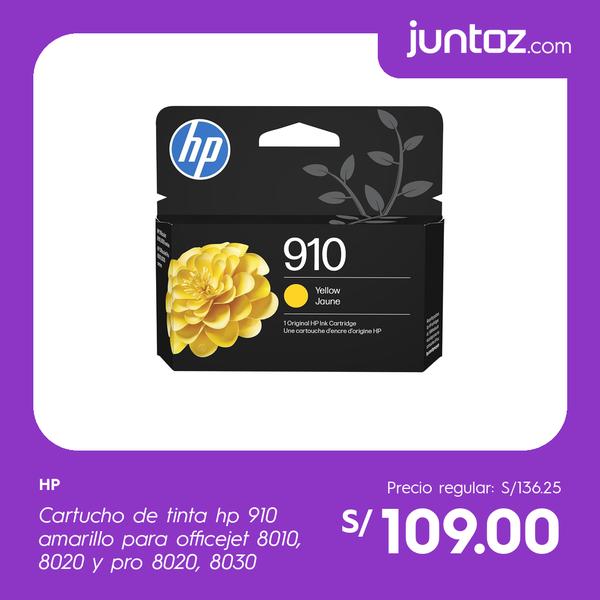 juntoz.com
hp
910
Yellow
Jaune
1 Original HP Ink Cartridge
Une cartouche d'encre d'origine HP
HP
Cartucho de tinta hp 910
amarillo para officejet 8010,
8020 y pro 8020, 8030
Precio regular: S/136.25
S/109.00